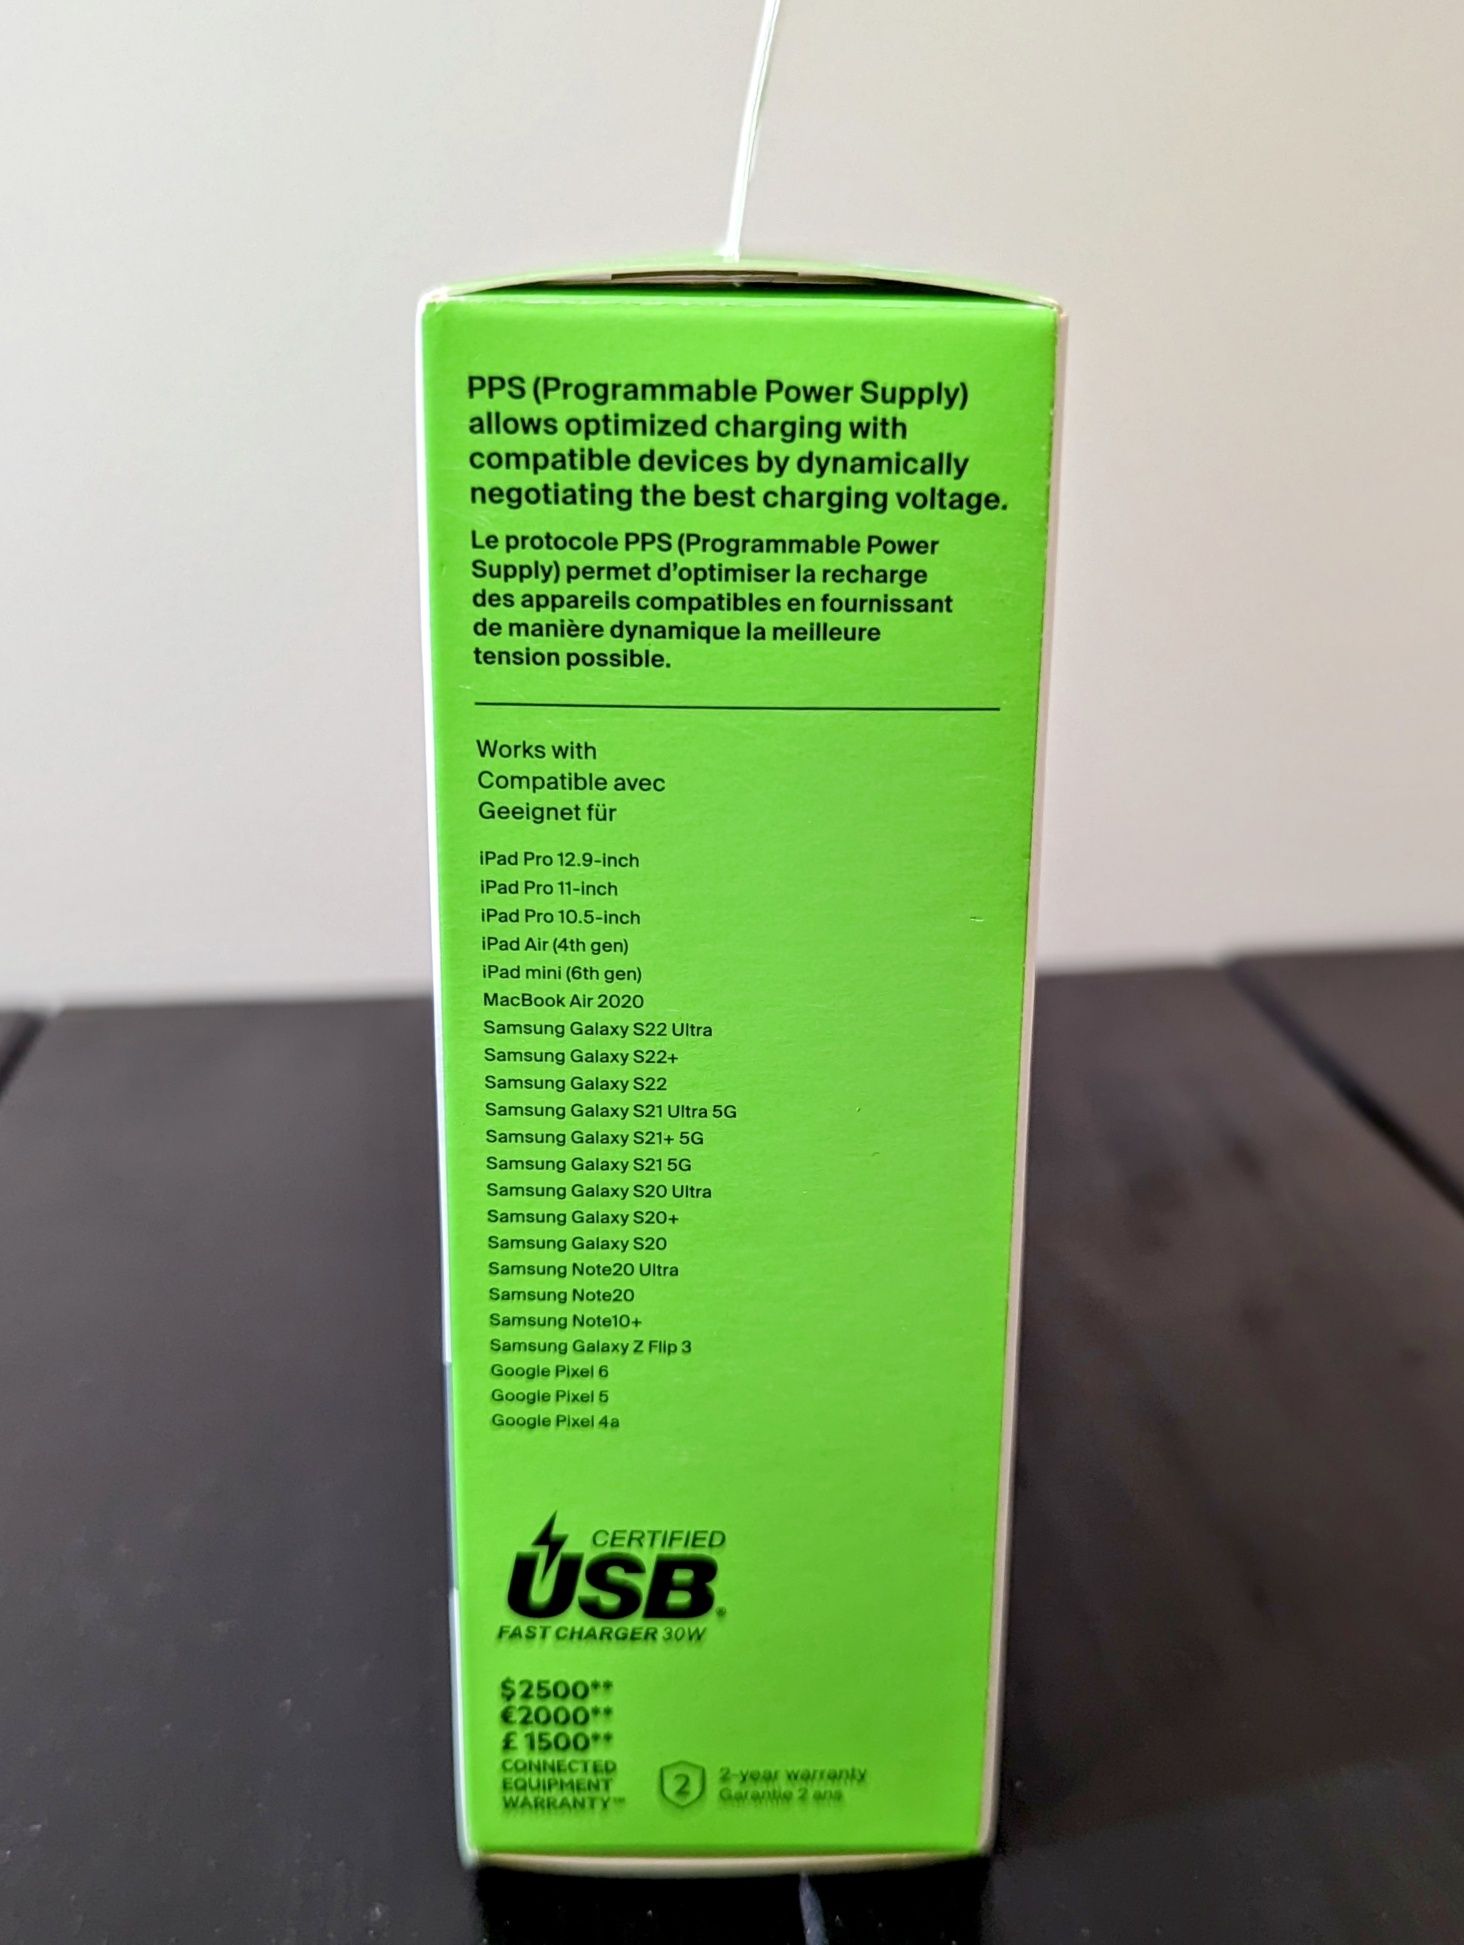 PPS (Programmable Power Supply)
allows optimized charging with
compatible devices by dynamically
negotiating the best charging voltage.
Le protocole PPS (Programmable Power
Supply) permet d'optimiser la recharge
des appareils compatibles en fournissant
de manière dynamique la meilleure
tension possible.
Works with
Compatible avec
Geeignet für
iPad Pro 12.9-inch
iPad Pro 11-inch
iPad Pro 10.5-inch
iPad Air (4th gen)
iPad mini (6th gen)
MacBook Air 2020
Samsung Galaxy S22 Ultra
Samsung Galaxy S22+
Samsung Galaxy S22
Samsung Galaxy S21 Ultra 5G
Samsung Galaxy S21+ 5G
Samsung Galaxy S21 5G
Samsung Galaxy S20 Ultra
Samsung Galaxy S20+
Samsung Galaxy S20
Samsung Note20 Ultra
Samsung Note20
Samsung Note10+
Samsung Galaxy Z Flip 3
Google Pixel 6
Google Pixel 5
Google Pixel 4a
CERTIFIED
USB®
FAST CHARGER 30W
$2500**
€2000**
£1500**
CONNECTED
EQUIPMENT
WARRANTY™
2
2-year warranty
Garantie 2 ans